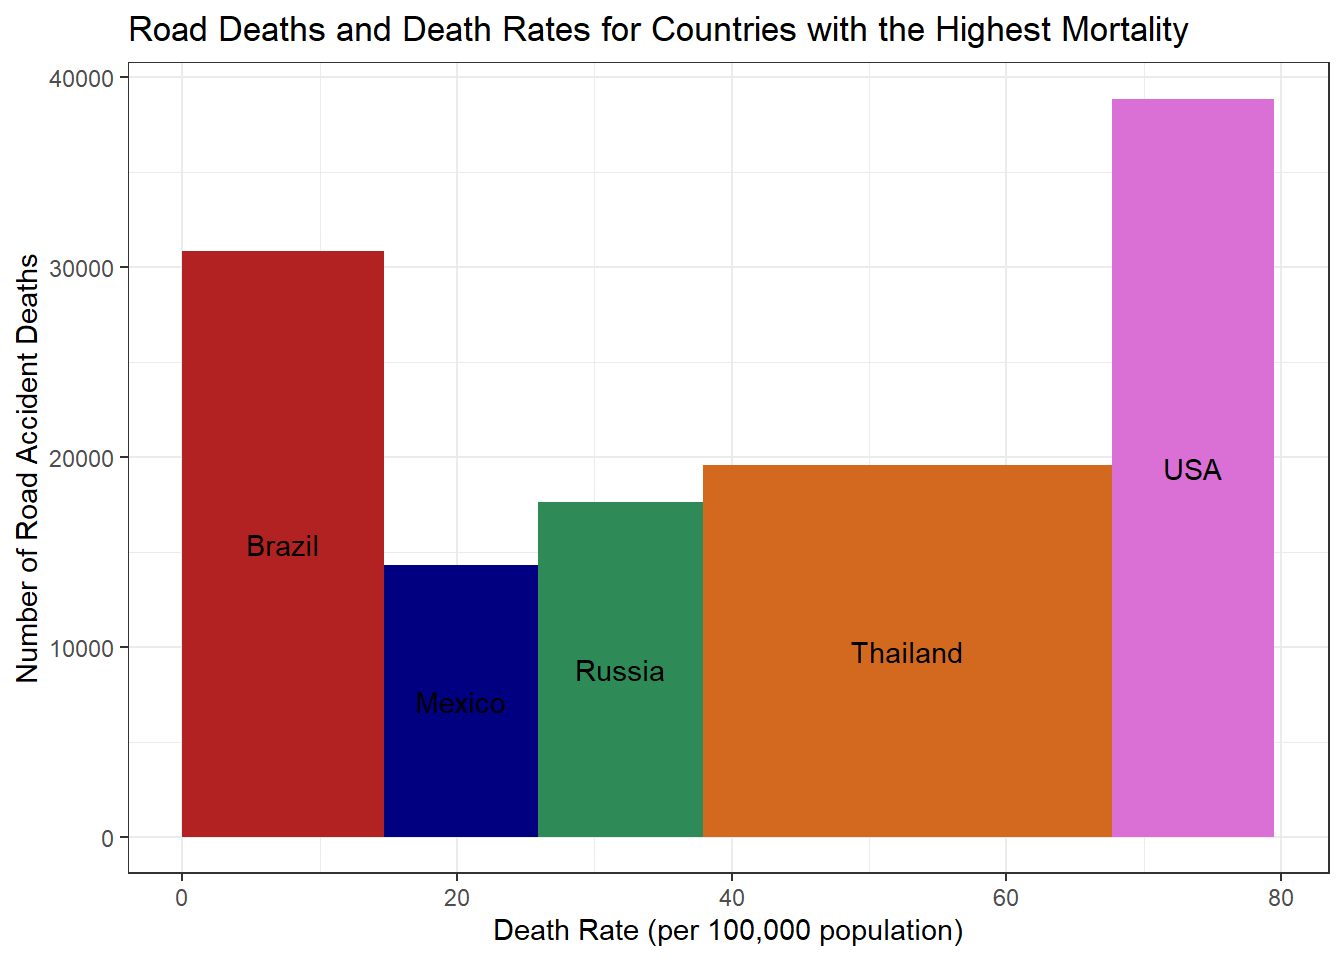 Road Deaths and Death Rates for Countries with the Highest Mortality
Number of Road Accident Deaths
40000
30000
20000
10000
0
Brazil
Mexico
Russia
Thailand
USA
0 20 40 60 80
Death Rate (per 100,000 population)